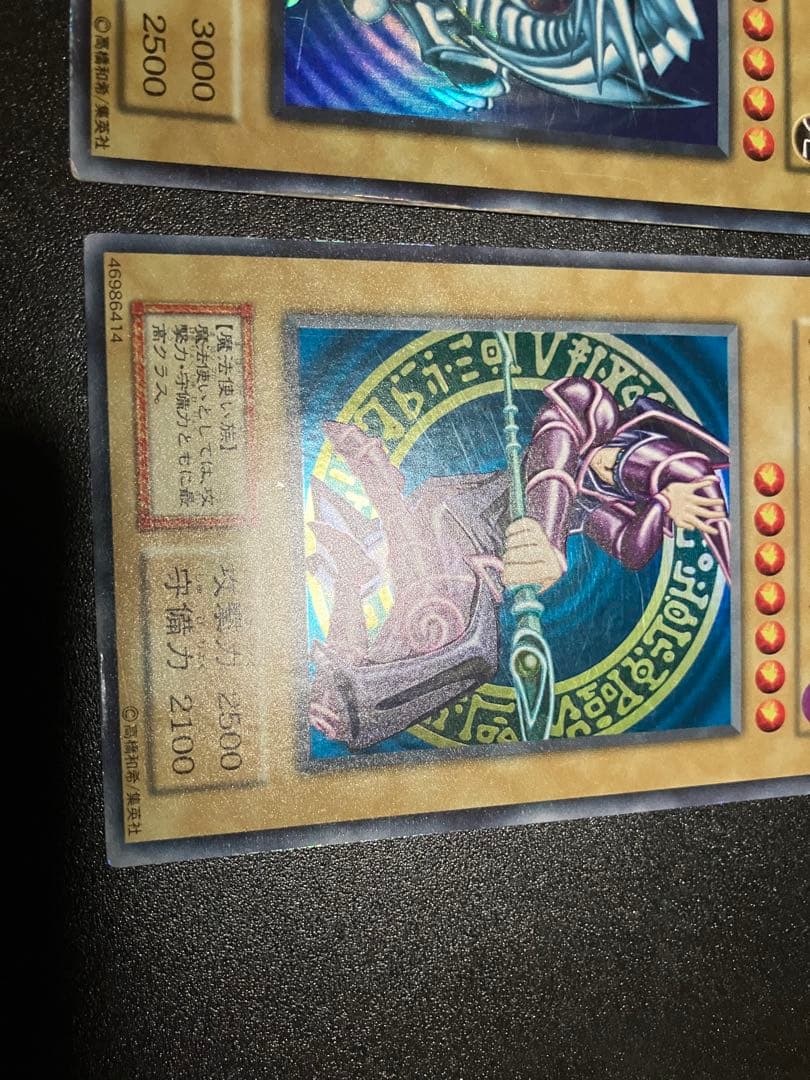 3000
2500
©高橋和希/集英社
46986414
【魔法使い族】
魔法使いとしては、攻
撃力・守備力ともに最
高クラス。
攻撃力 2500
守備力 2100
©高橋和希/集英社